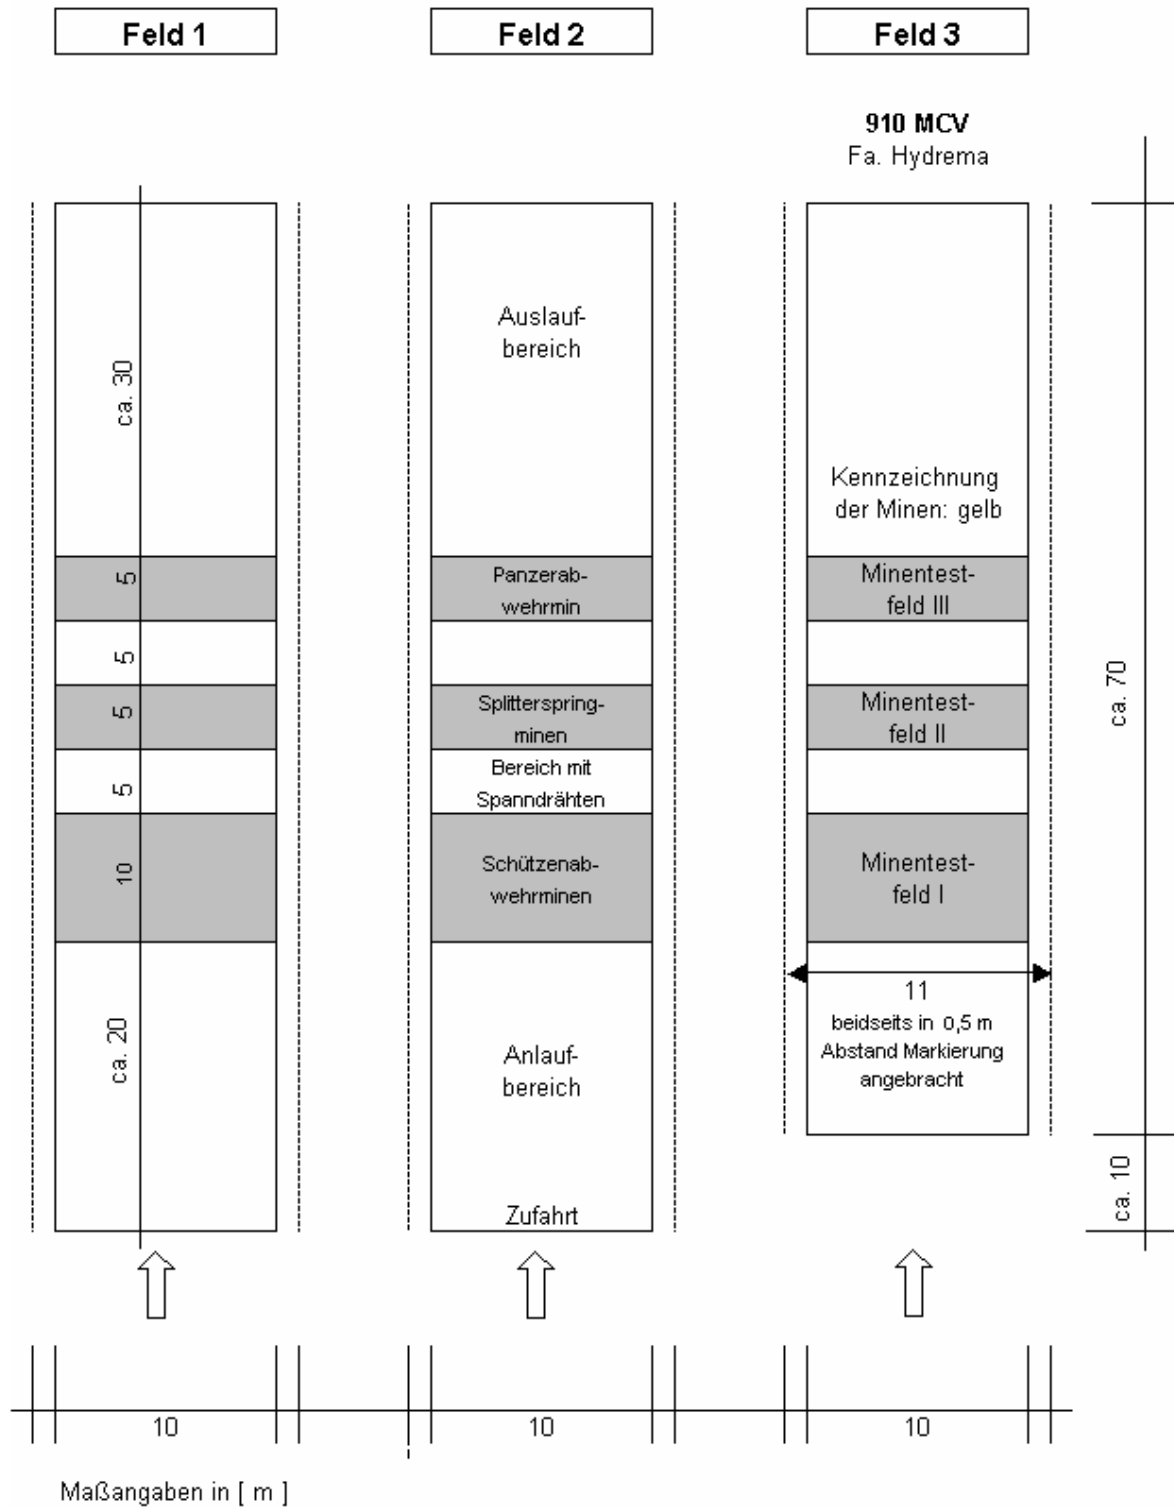 Feld 1
Feld 2
Feld 3
910 MCV
Fa. Hydrema
ca. 30
5
5
5
5
10
ca. 20
Auslauf-
bereich
Panzerab-
wehrmin
Splitterspring-
minen
Bereich mit
Spanndrähten
Schützenab-
wehrminen
Anlauf-
bereich
Zufahrt
Kennzeichnung
der Minen: gelb
Minentest-
feld III
Minentest-
feld II
Minentest-
feld I
11
beidseits in 0,5 m
Abstand Markierung
angebracht
ca. 70
ca. 10
10
10
10
Maßangaben in [ m ]